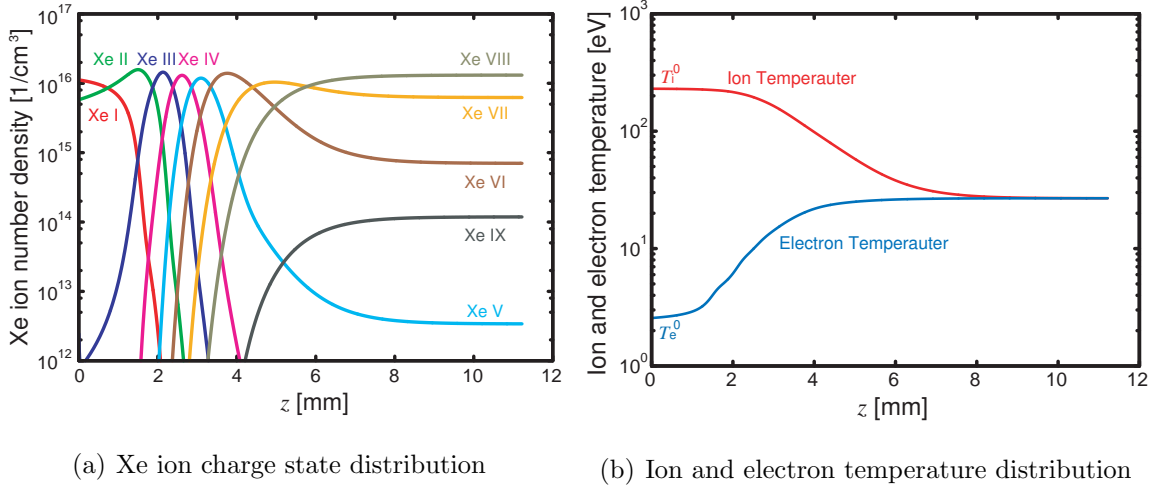 10^17
10^16
10^15
10^14
10^13
10^12
Xe ion number density [1/cm^3]
Xe II
Xe III
Xe IV
Xe I
Xe VIII
Xe VII
Xe VI
Xe IX
Xe V
0 2 4 6 8 10 12
z [mm]
(a) Xe ion charge state distribution
10^3
10^2
10^1
10^0
Ion and electron temperature [eV]
T_i^0
Ion Temperauter
Electron Temperauter
T_e^0
0 2 4 6 8 10 12
z [mm]
(b) Ion and electron temperature distribution